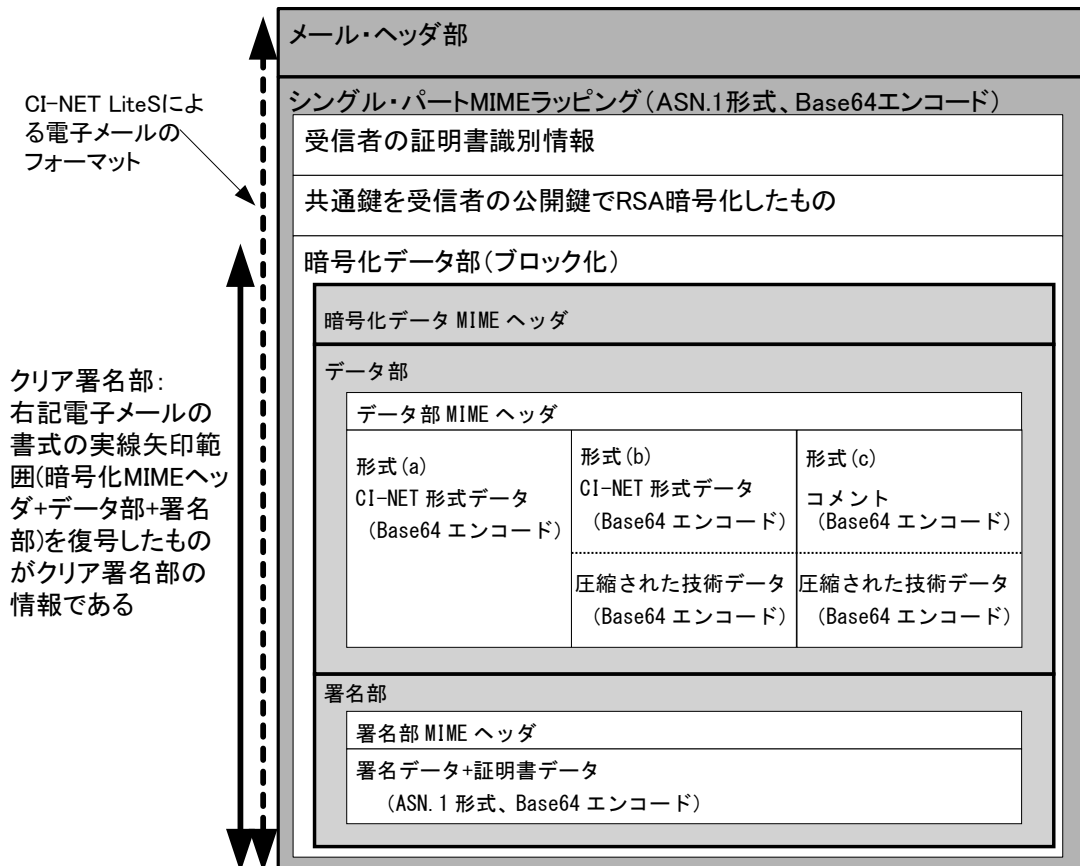 メール・ヘッダ部
CI-NET LiteSによ
る電子メールの
フォーマット
シングル・パートMIMEラッピング（ASN.1形式、Base64エンコード）
受信者の証明書識別情報
共通鍵を受信者の公開鍵でRSA暗号化したもの
暗号化データ部（ブロック化）
クリア署名部：
右記電子メールの
書式の実線矢印範
囲(暗号化MIMEヘッ
ダ+データ部+署名
部)を復号したもの
がクリア署名部の
情報である
暗号化データ MIME ヘッダ
データ部
データ部 MIME ヘッダ
形式(a)
CI-NET 形式データ
（Base64 エンコード）
形式(b)
CI-NET 形式データ
（Base64 エンコード）
圧縮された技術データ
（Base64 エンコード）
形式(c)
コメント
（Base64 エンコード）
圧縮された技術データ
（Base64 エンコード）
署名部
署名部 MIME ヘッダ
署名データ+証明書データ
（ASN.1 形式、Base64 エンコード）